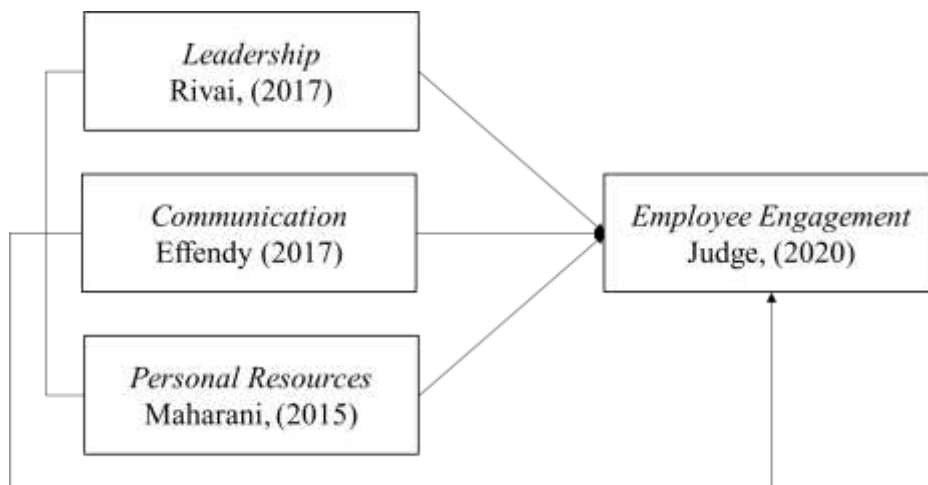 Leadership
Rivai, (2017)
Communication
Effendy (2017)
Employee Engagement
Judge, (2020)
Personal Resources
Maharani, (2015)